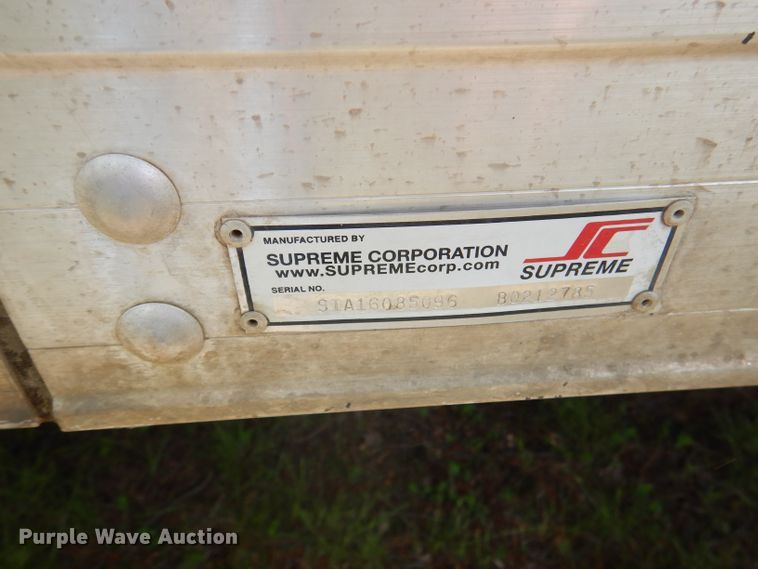 MANUFACTURED BY
SUPREME CORPORATION
www.SUPREMEcorp.com
SUPREME
SERIAL NO.
STA16085096 B0212785
Purple Wave Auction®